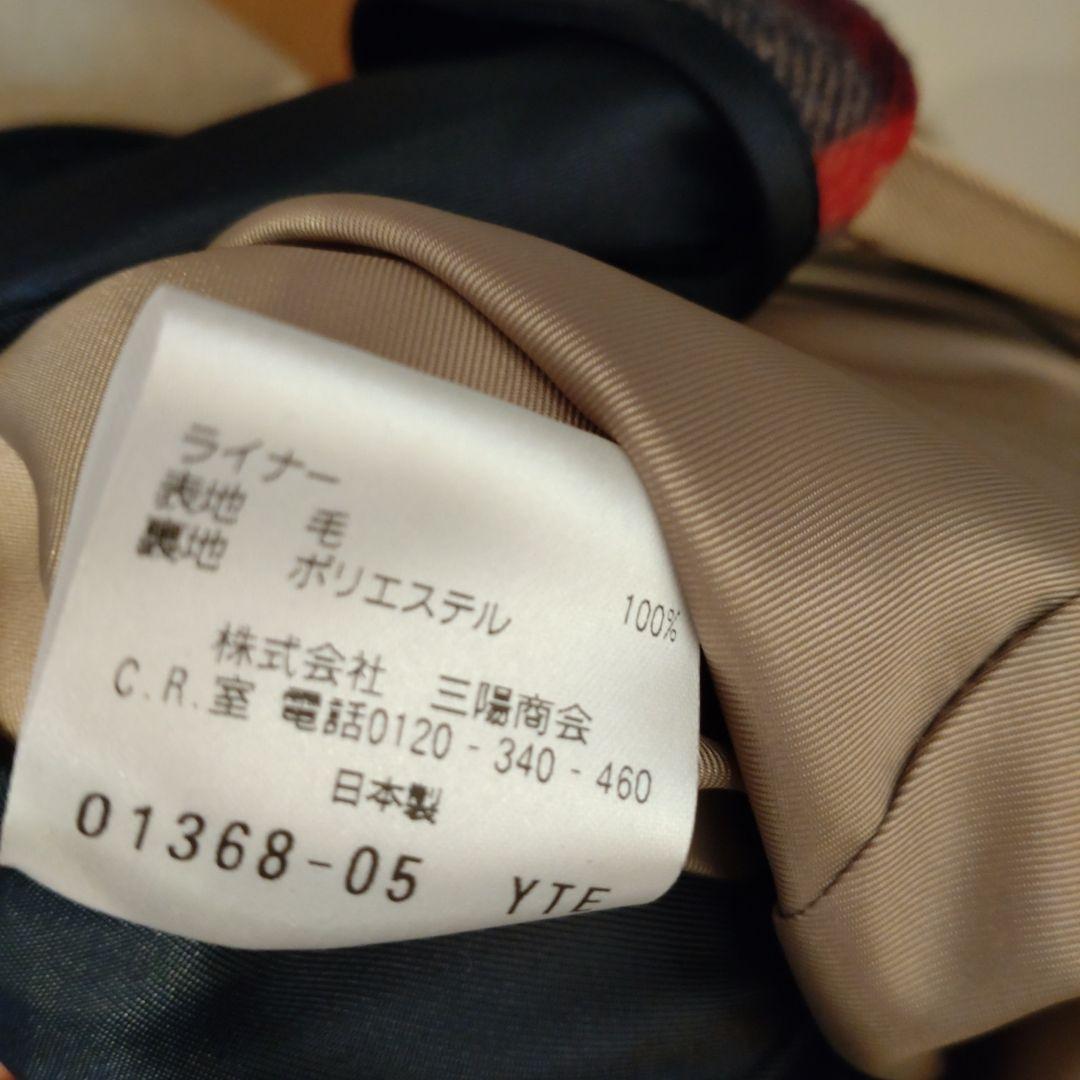 ライナー
表地 毛
裏地 ポリエステル 100%
株式会社 三陽商会
C.R.室 電話0120-340-460
日本製
01368-05 YTE